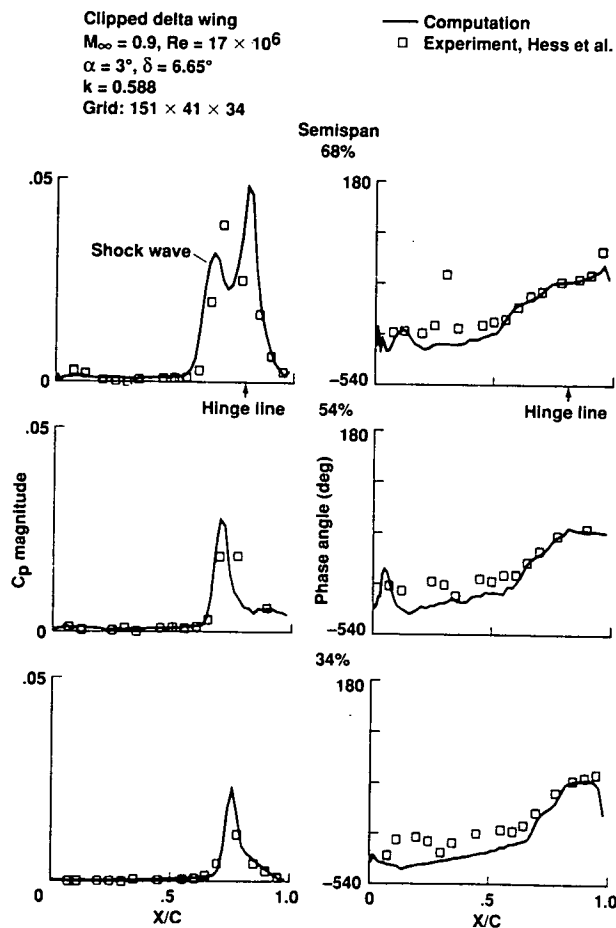 Clipped delta wing
M∞ = 0.9, Re = 17 × 10⁶
α = 3°, δ = 6.65°
k = 0.588
Grid: 151 × 41 × 34
Computation
Experiment, Hess et al.
Semispan
68%
.05
Shock wave
0
Hinge line
180
−540
Hinge line
54%
.05
0
Cp magnitude
180
−540
Phase angle (deg)
34%
.05
0
.5
1.0
X/C
180
−540
0
.5
1.0
X/C